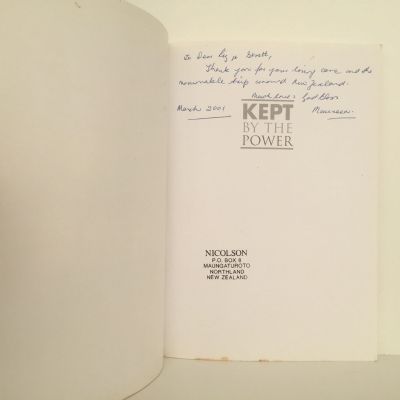 To Dear Liz &
Thank you for your loving care and the
memorable trip around New Zealand.
Much love & God Bless
March 2001
Maureen.
KEPT
BY THE
POWER
NICOLSON
P.O. BOX 8
MAUNGATUROTO
NORTHLAND
NEW ZEALAND